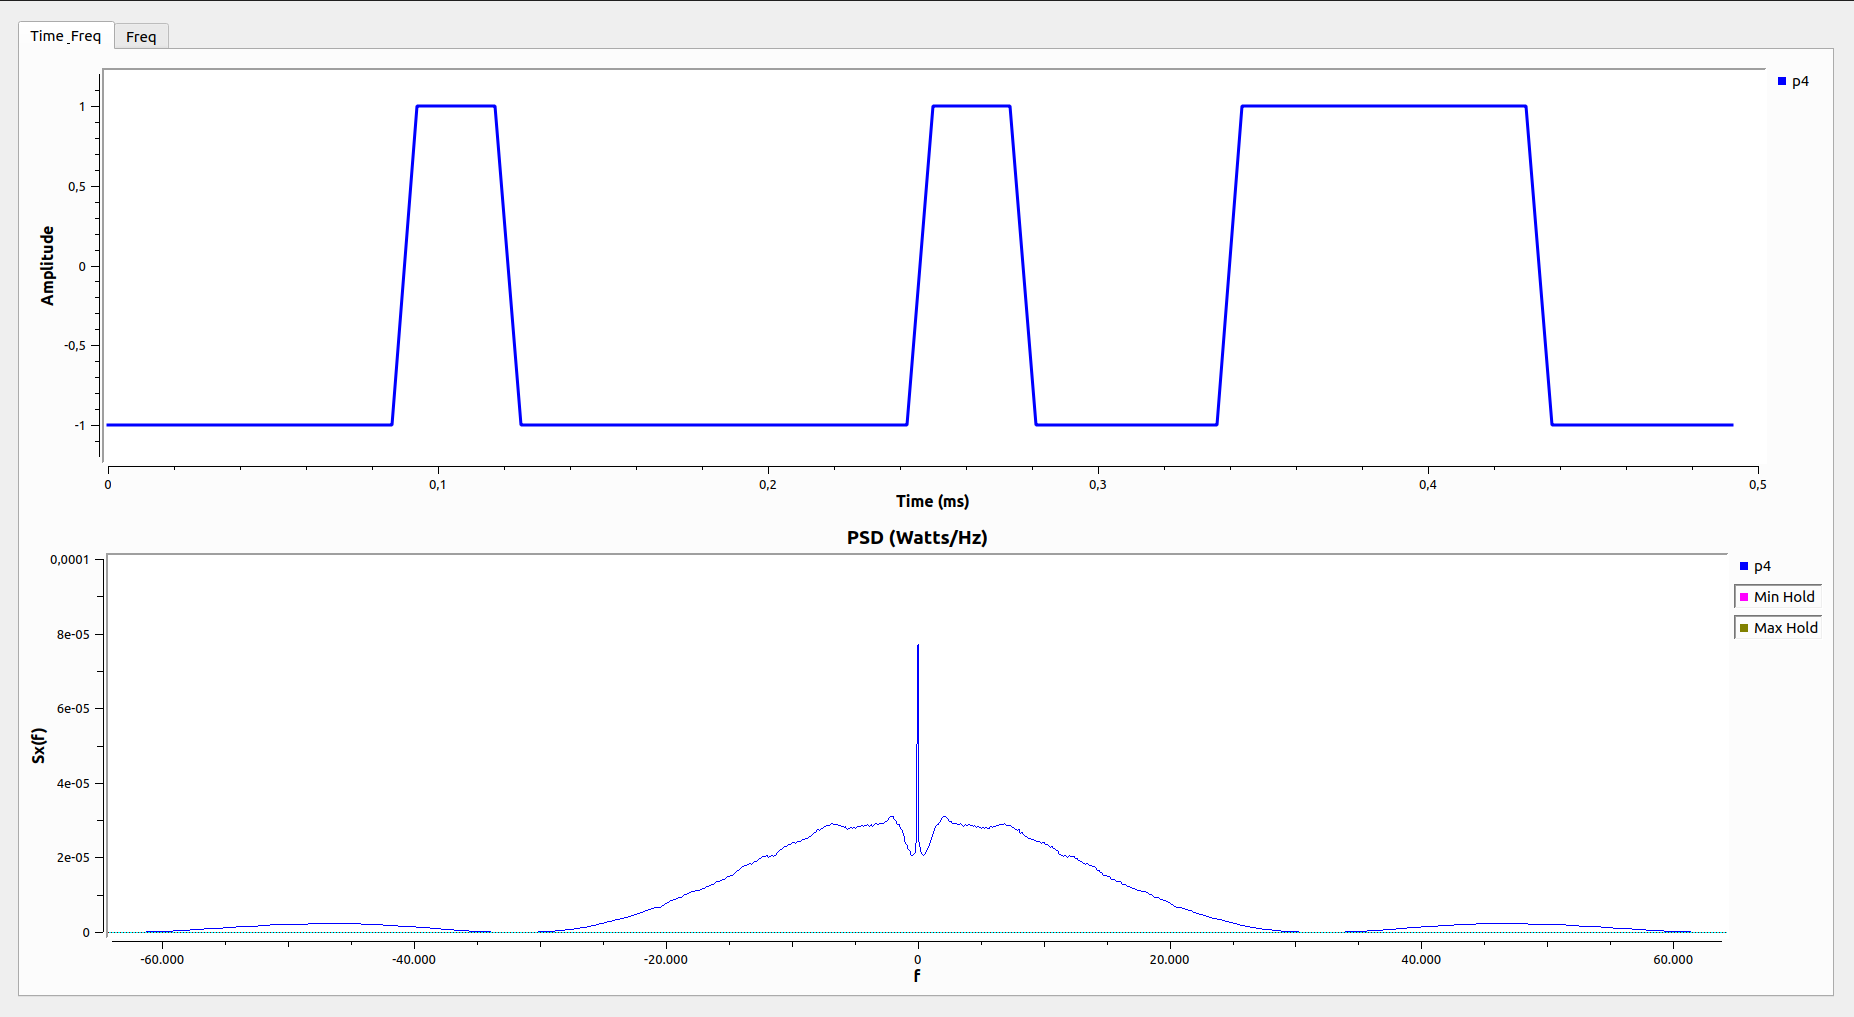 Time_Freq
Freq
p4
1
0,5
0
-0,5
-1
Amplitude
0
0,1
0,2
0,3
0,4
0,5
Time (ms)
PSD (Watts/Hz)
p4
Min Hold
Max Hold
0,0001
8e-05
6e-05
4e-05
2e-05
0
Sx(f)
-60.000
-40.000
-20.000
0
20.000
40.000
60.000
f